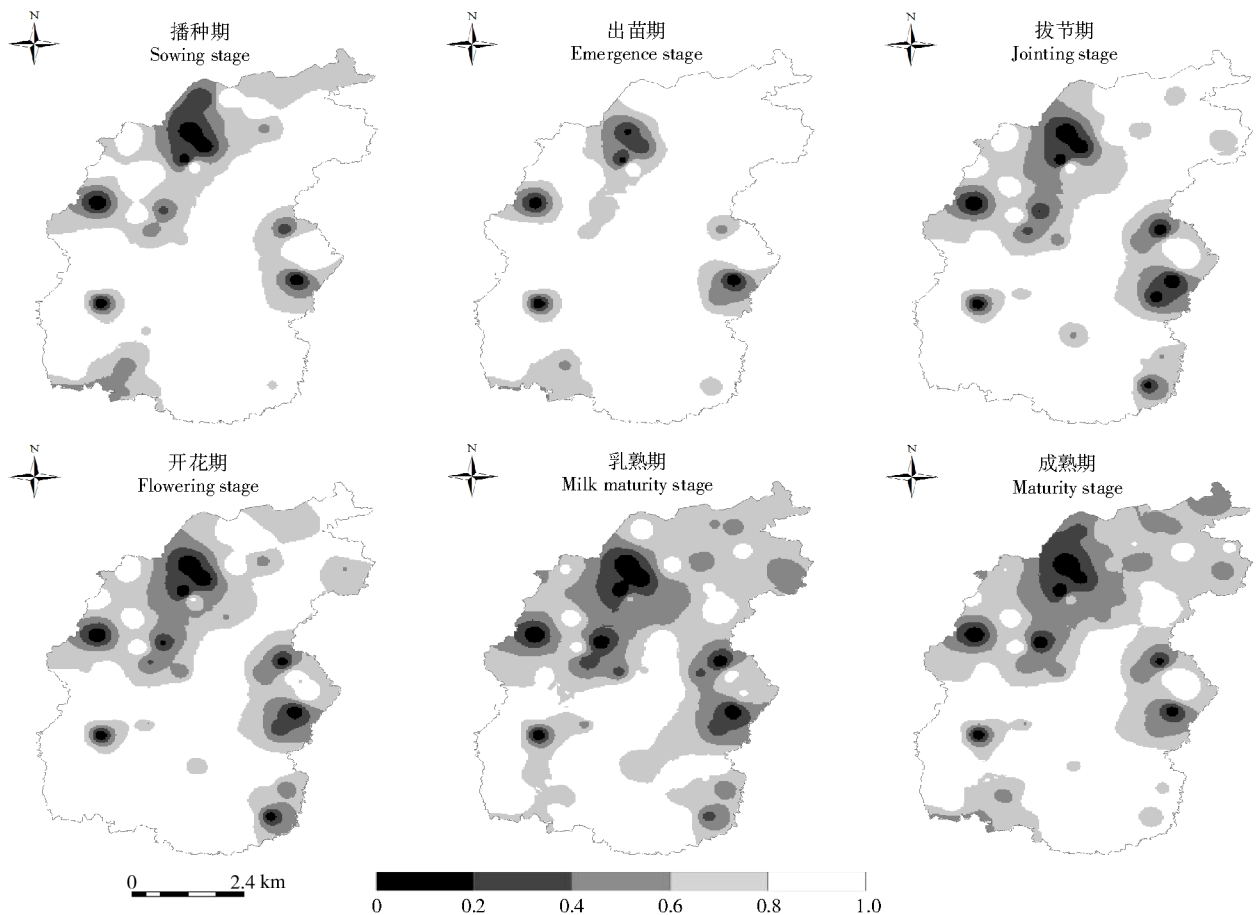 N
播种期
Sowing stage
N
出苗期
Emergence stage
N
拔节期
Jointing stage
N
开花期
Flowering stage
N
乳熟期
Milk maturity stage
N
成熟期
Maturity stage
0 2.4 km
0 0.2 0.4 0.6 0.8 1.0